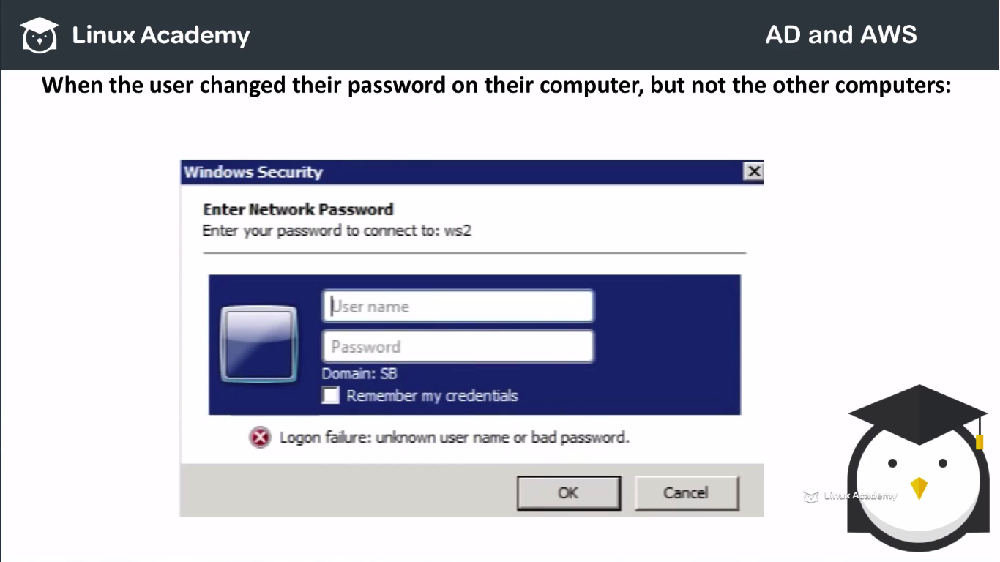 Linux Academy
AD and AWS
When the user changed their password on their computer, but not the other computers:
Windows Security
Enter Network Password
Enter your password to connect to: ws2
User name
Password
Domain: SB
Remember my credentials
Logon failure: unknown user name or bad password.
OK
Cancel
Linux Academy